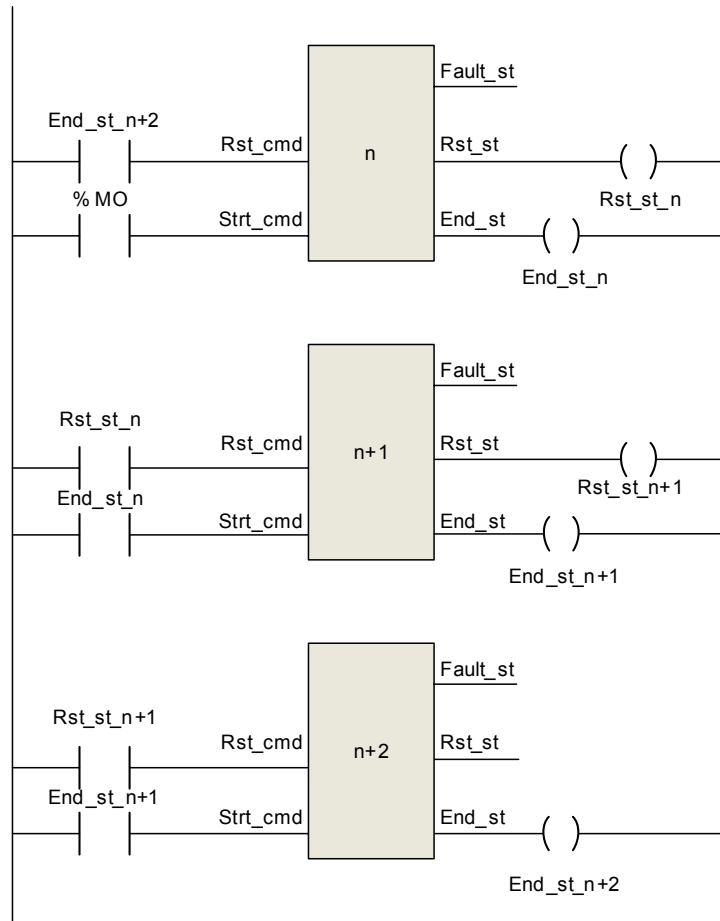 Fault_st
End_st_n+2
Rst_cmd
n
Rst_st
Rst_st_n
% MO
Strt_cmd
End_st
End_st_n
Fault_st
Rst_st_n
Rst_cmd
n+1
Rst_st
Rst_st_n+1
End_st_n
Strt_cmd
End_st
End_st_n+1
Fault_st
Rst_st_n+1
Rst_cmd
n+2
Rst_st
End_st_n+1
Strt_cmd
End_st
End_st_n+2